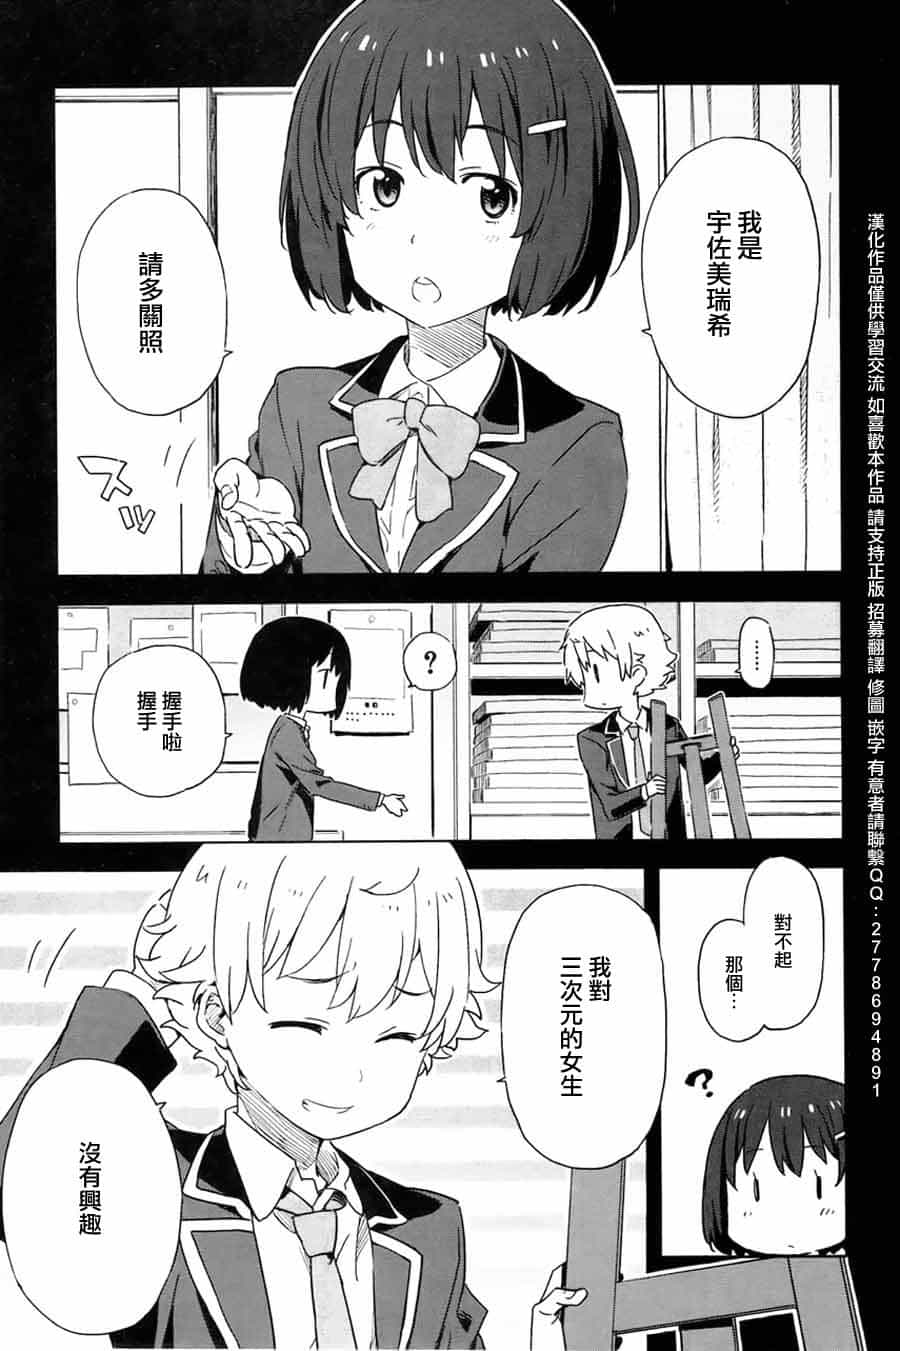 我是
宇佐美瑞希
請多關照
スッ
……
?
握手啦
握手
對不起
那個…
?
我對
三次元的女生
沒有興趣
漢化作品僅供學習交流 如喜歡本作品 請支持正版 招募翻譯 修圖 嵌字 有意者請聯繫QQ:2778694891